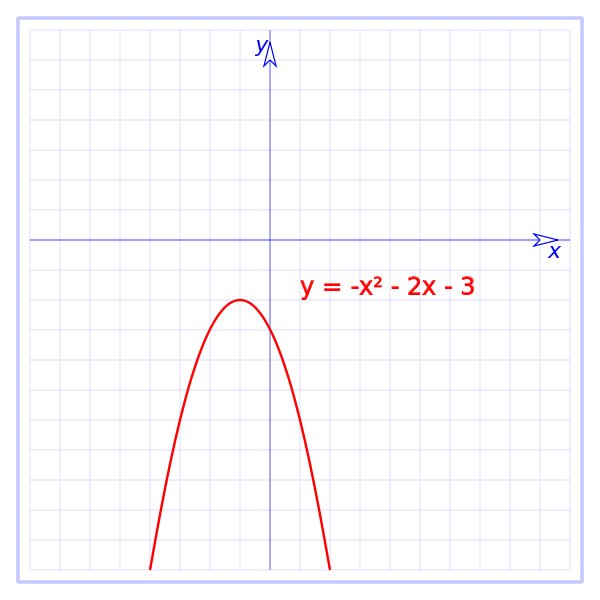 y
x
y = -x² - 2x - 3